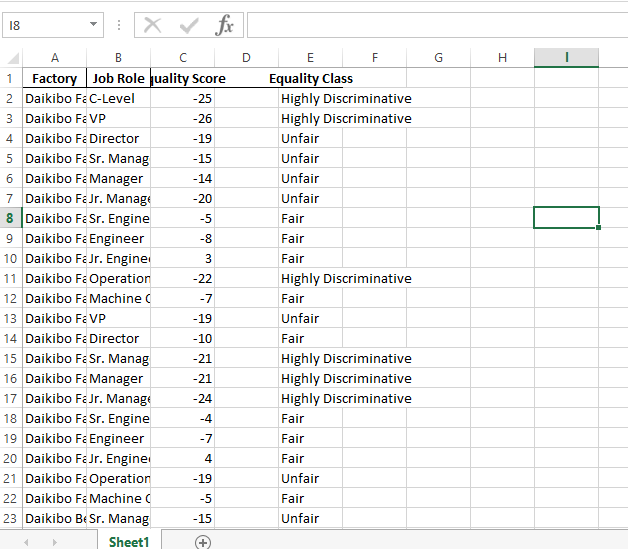 I8 fx
A B C D E F G H I
1 Factory Job Role quality Score Equality Class
2 Daikibo Fa C-Level -25 Highly Discriminative
3 Daikibo Fa VP -26 Highly Discriminative
4 Daikibo Fa Director -19 Unfair
5 Daikibo Fa Sr. Manag -15 Unfair
6 Daikibo Fa Manager -14 Unfair
7 Daikibo Fa Jr. Manage -20 Unfair
8 Daikibo Fa Sr. Engine -5 Fair
9 Daikibo Fa Engineer -8 Fair
10 Daikibo Fa Jr. Enginee 3 Fair
11 Daikibo Fa Operation -22 Highly Discriminative
12 Daikibo Fa Machine O -7 Fair
13 Daikibo Fa VP -19 Unfair
14 Daikibo Fa Director -10 Fair
15 Daikibo Fa Sr. Manag -21 Highly Discriminative
16 Daikibo Fa Manager -21 Highly Discriminative
17 Daikibo Fa Jr. Manage -24 Highly Discriminative
18 Daikibo Fa Sr. Engine -4 Fair
19 Daikibo Fa Engineer -7 Fair
20 Daikibo Fa Jr. Enginee 4 Fair
21 Daikibo Fa Operation -19 Unfair
22 Daikibo Fa Machine O -5 Fair
23 Daikibo Be Sr. Manag -15 Unfair
Sheet1